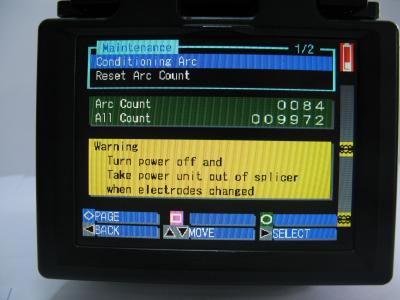 Maintenance 1/2
Conditioning Arc
Reset Arc Count
Arc Count 0084
All Count 009972
Warning
Turn power off and
Take power unit out of splicer
when electrodes changed
PAGE
BACK MOVE SELECT